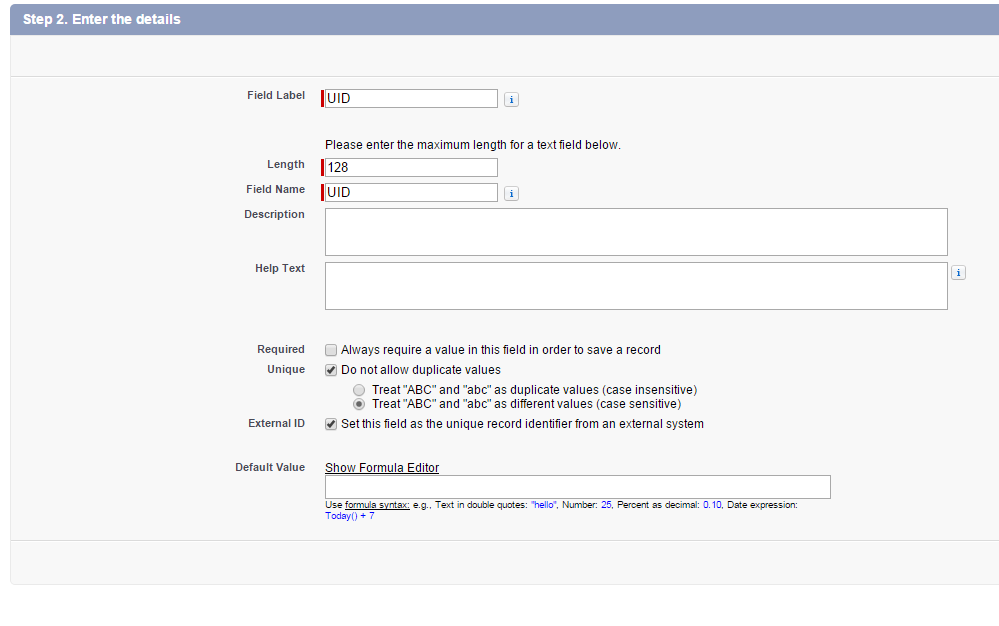 Step 2. Enter the details
Field Label UID i
Please enter the maximum length for a text field below.
Length 128
Field Name UID i
Description
Help Text i
Required Always require a value in this field in order to save a record
Unique Do not allow duplicate values
Treat "ABC" and "abc" as duplicate values (case insensitive)
Treat "ABC" and "abc" as different values (case sensitive)
External ID Set this field as the unique record identifier from an external system
Default Value Show Formula Editor
Use formula syntax: e.g., Text in double quotes: "hello", Number: 25, Percent as decimal: 0.10, Date expression:
Today() + 7